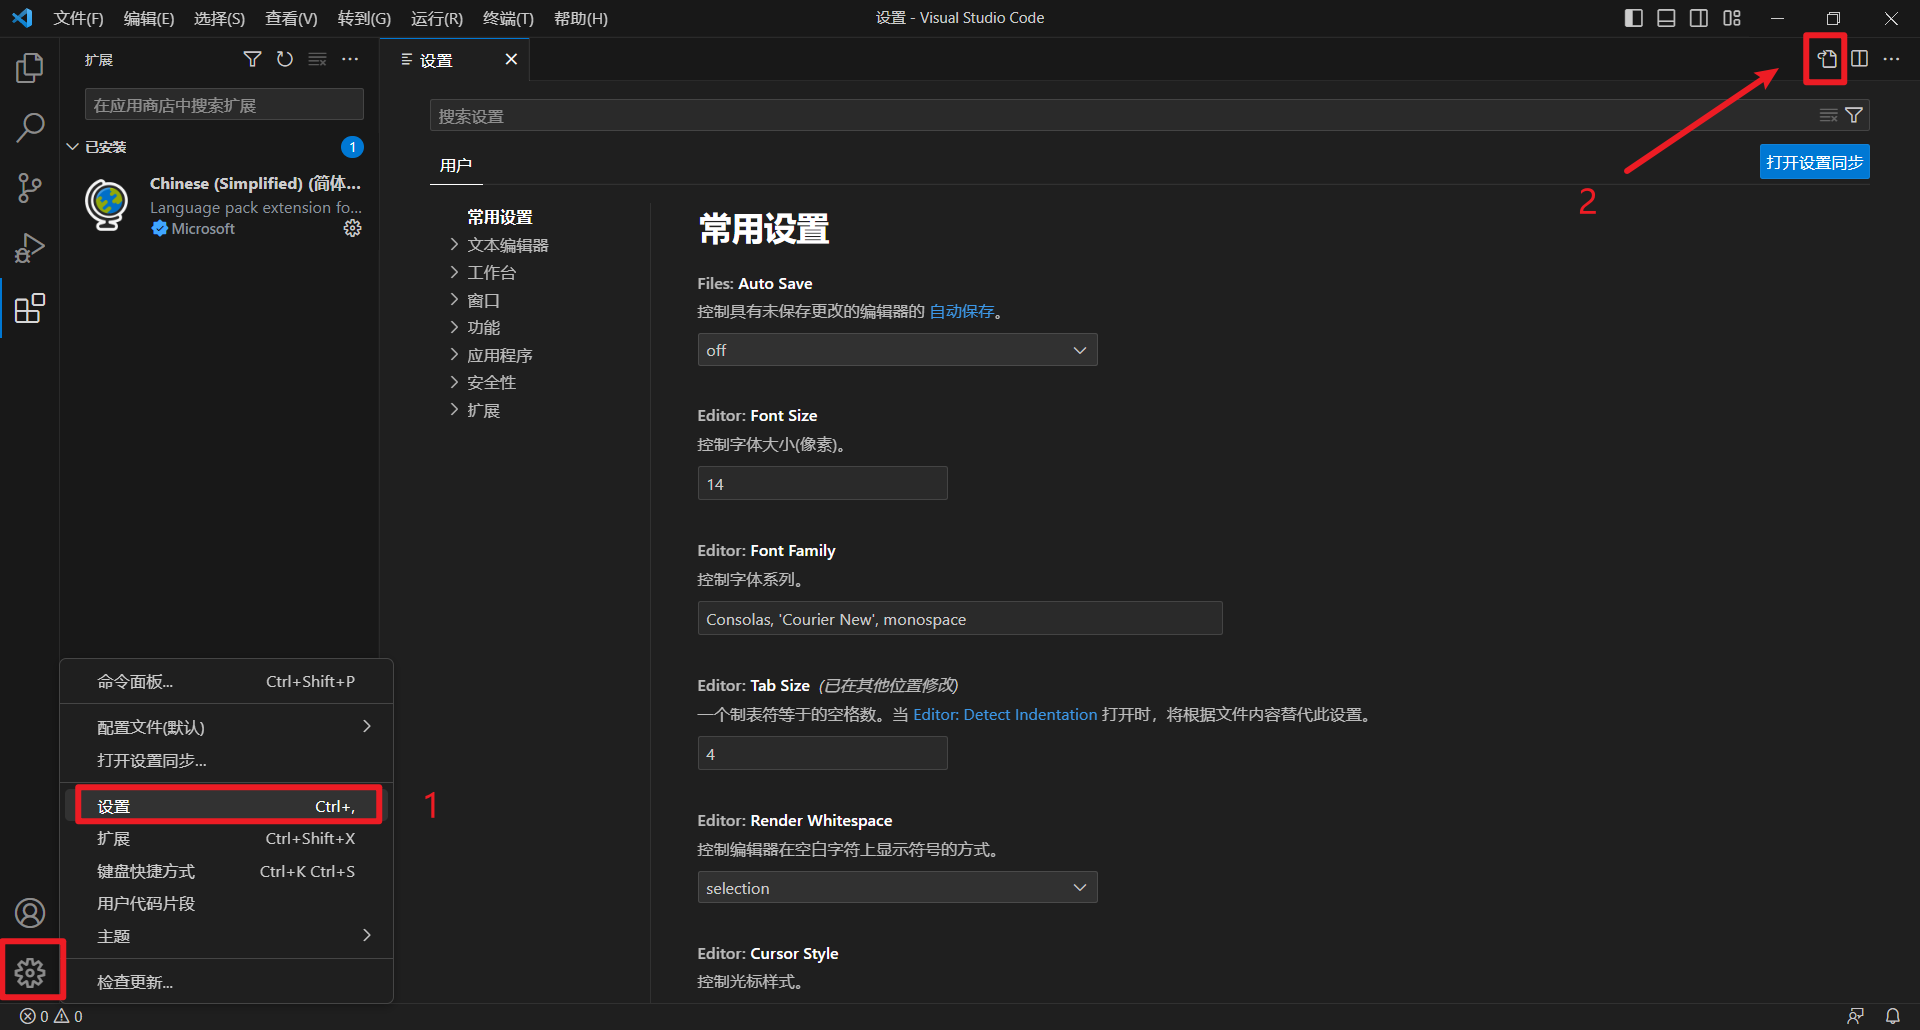 文件(F) 编辑(E) 选择(S) 查看(V) 转到(G) 运行(R) 终端(T) 帮助(H) 设置 - Visual Studio Code
扩展
在应用商店中搜索扩展
已安装 1
Chinese (Simplified) (简体...
Language pack extension fo...
Microsoft
设置
搜索设置
用户
打开设置同步
2
常用设置
文本编辑器
工作台
窗口
功能
应用程序
安全性
扩展
常用设置
Files: Auto Save
控制具有未保存更改的编辑器的 自动保存。
off
Editor: Font Size
控制字体大小(像素)。
14
Editor: Font Family
控制字体系列。
Consolas, 'Courier New', monospace
Editor: Tab Size (已在其他位置修改)
一个制表符等于的空格数。当 Editor: Detect Indentation 打开时，将根据文件内容替代此设置。
4
Editor: Render Whitespace
控制编辑器在空白字符上显示符号的方式。
selection
Editor: Cursor Style
控制光标样式。
命令面板... Ctrl+Shift+P
配置文件(默认)
打开设置同步...
设置 Ctrl+,
1
扩展 Ctrl+Shift+X
键盘快捷方式 Ctrl+K Ctrl+S
用户代码片段
主题
检查更新...
0 0